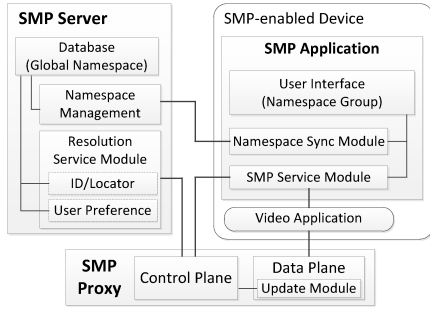 SMP Server
Database
(Global Namespace)
Namespace
Management
Resolution
Service Module
ID/Locator
User Preference
SMP-enabled Device
SMP Application
User Interface
(Namespace Group)
Namespace Sync Module
SMP Service Module
Video Application
SMP
Proxy
Control Plane
Data Plane
Update Module